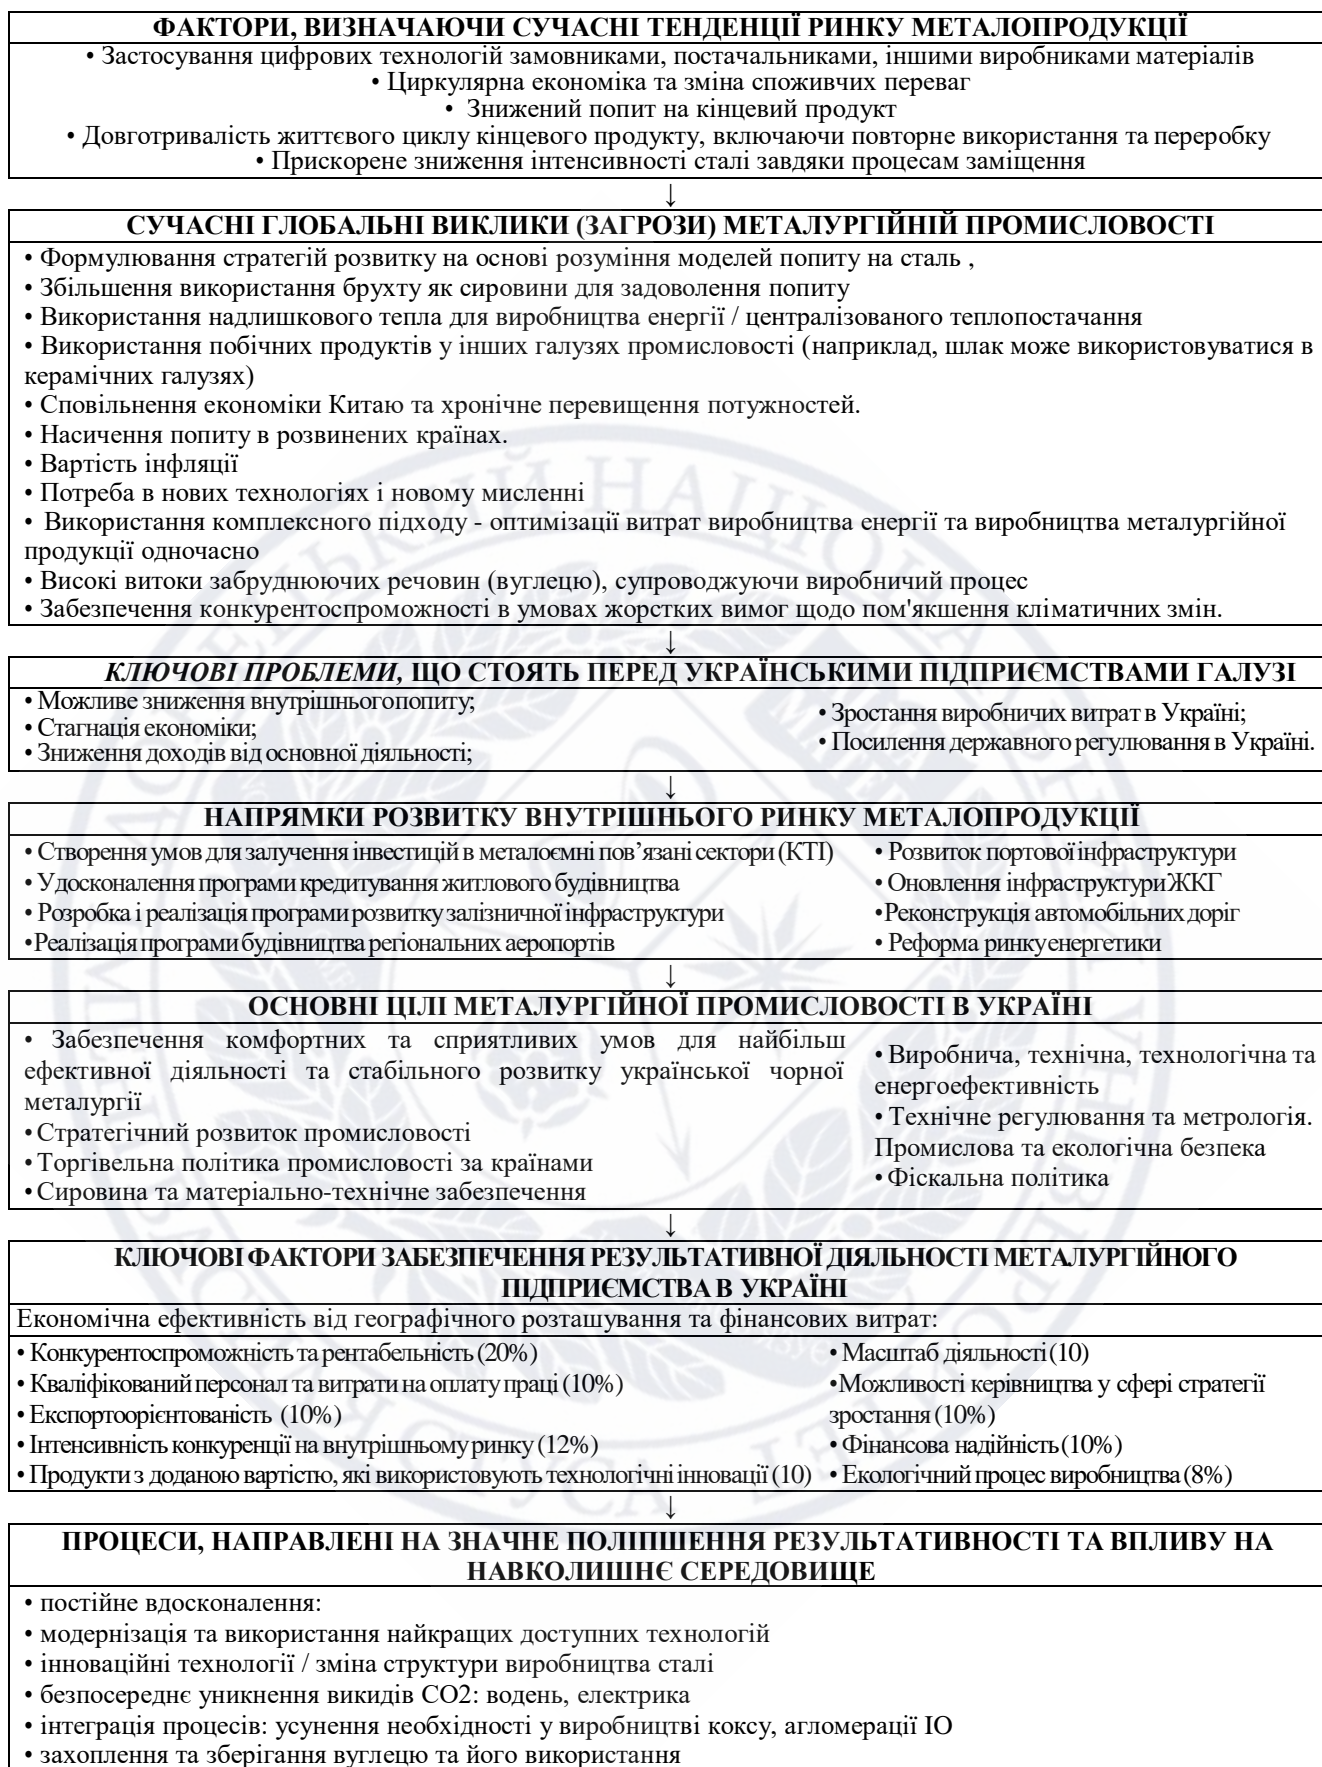 ФАКТОРИ, ВИЗНАЧАЮЧИ СУЧАСНІ ТЕНДЕНЦІЇ РИНКУ МЕТАЛОПРОДУКЦІЇ
• Застосування цифрових технологій замовниками, постачальниками, іншими виробниками матеріалів
• Циркулярна економіка та зміна споживчих переваг
• Знижений попит на кінцевий продукт
• Довготривалість життєвого циклу кінцевого продукту, включаючи повторне використання та переробку
• Прискорене зниження інтенсивності сталі завдяки процесам заміщення
↓
СУЧАСНІ ГЛОБАЛЬНІ ВИКЛИКИ (ЗАГРОЗИ) МЕТАЛУРГІЙНІЙ ПРОМИСЛОВОСТІ
• Формулювання стратегій розвитку на основі розуміння моделей попиту на сталь ,
• Збільшення використання брухту як сировини для задоволення попиту
• Використання надлишкового тепла для виробництва енергії / централізованого теплопостачання
• Використання побічних продуктів у інших галузях промисловості (наприклад, шлак може використовуватися в
керамічних галузях)
• Сповільнення економіки Китаю та хронічне перевищення потужностей.
• Насичення попиту в розвинених країнах.
• Вартість інфляції
• Потреба в нових технологіях і новому мисленні
• Використання комплексного підходу - оптимізації витрат виробництва енергії та виробництва металургійної
продукції одночасно
• Високі витоки забруднюючих речовин (вуглецю), супроводжуючи виробничий процес
• Забезпечення конкурентоспроможності в умовах жорстких вимог щодо пом'якшення кліматичних змін.
↓
КЛЮЧОВІ ПРОБЛЕМИ, ЩО СТОЯТЬ ПЕРЕД УКРАЇНСЬКИМИ ПІДПРИЄМСТВАМИ ГАЛУЗІ
• Можливе зниження внутрішнього попиту;
• Стагнація економіки;
• Зниження доходів від основної діяльності;
• Зростання виробничих витрат в Україні;
• Посилення державного регулювання в Україні.
↓
НАПРЯМКИ РОЗВИТКУ ВНУТРІШНЬОГО РИНКУ МЕТАЛОПРОДУКЦІЇ
• Створення умов для залучення інвестицій в металоємні пов’язані сектори (КТІ)
• Удосконалення програми кредитування житлового будівництва
• Розробка і реалізація програми розвитку залізничної інфраструктури
• Реалізація програми будівництва регіональних аеропортів
• Розвиток портової інфраструктури
• Оновлення інфраструктури ЖКГ
• Реконструкція автомобільних доріг
• Реформа ринку енергетики
↓
ОСНОВНІ ЦІЛІ МЕТАЛУРГІЙНОЇ ПРОМИСЛОВОСТІ В УКРАЇНІ
• Забезпечення комфортних та сприятливих умов для найбільш
ефективної діяльності та стабільного розвитку української чорної
металургії
• Стратегічний розвиток промисловості
• Торгівельна політика промисловості за країнами
• Сировина та матеріально-технічне забезпечення
• Виробнича, технічна, технологічна та
енергоефективність
• Технічне регулювання та метрологія.
Промислова та екологічна безпека
• Фіскальна політика
↓
КЛЮЧОВІ ФАКТОРИ ЗАБЕЗПЕЧЕННЯ РЕЗУЛЬТАТИВНОЇ ДІЯЛЬНОСТІ МЕТАЛУРГІЙНОГО
ПІДПРИЄМСТВА В УКРАЇНІ
Економічна ефективність від географічного розташування та фінансових витрат:
• Конкурентоспроможність та рентабельність (20%)
• Кваліфікований персонал та витрати на оплату праці (10%)
• Експортоорієнтованість (10%)
• Інтенсивність конкуренції на внутрішньому ринку (12%)
• Продукти з доданою вартістю, які використовують технологічні інновації (10)
• Масштаб діяльності (10)
• Можливості керівництва у сфері стратегії
зростання (10%)
• Фінансова надійність (10%)
• Екологічний процес виробництва (8%)
↓
ПРОЦЕСИ, НАПРАВЛЕНІ НА ЗНАЧНЕ ПОЛІПШЕННЯ РЕЗУЛЬТАТИВНОСТІ ТА ВПЛИВУ НА
НАВКОЛИШНЄ СЕРЕДОВИЩЕ
• постійне вдосконалення:
• модернізація та використання найкращих доступних технологій
• інноваційні технології / зміна структури виробництва сталі
• безпосереднє уникнення викидів СО2: водень, електрика
• інтеграція процесів: усунення необхідності у виробництві коксу, агломерації ІО
• захоплення та зберігання вуглецю та його використання